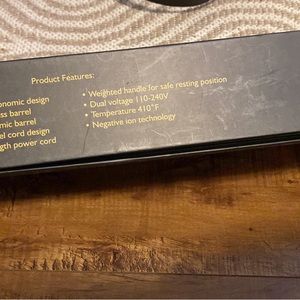 Product Features:
onomic design
ss barrel
mic barrel
el cord design
gth power cord
• Weighted handle for safe resting position
• Dual voltage 110-240V
• Temperature 410°F
• Negative ion technology